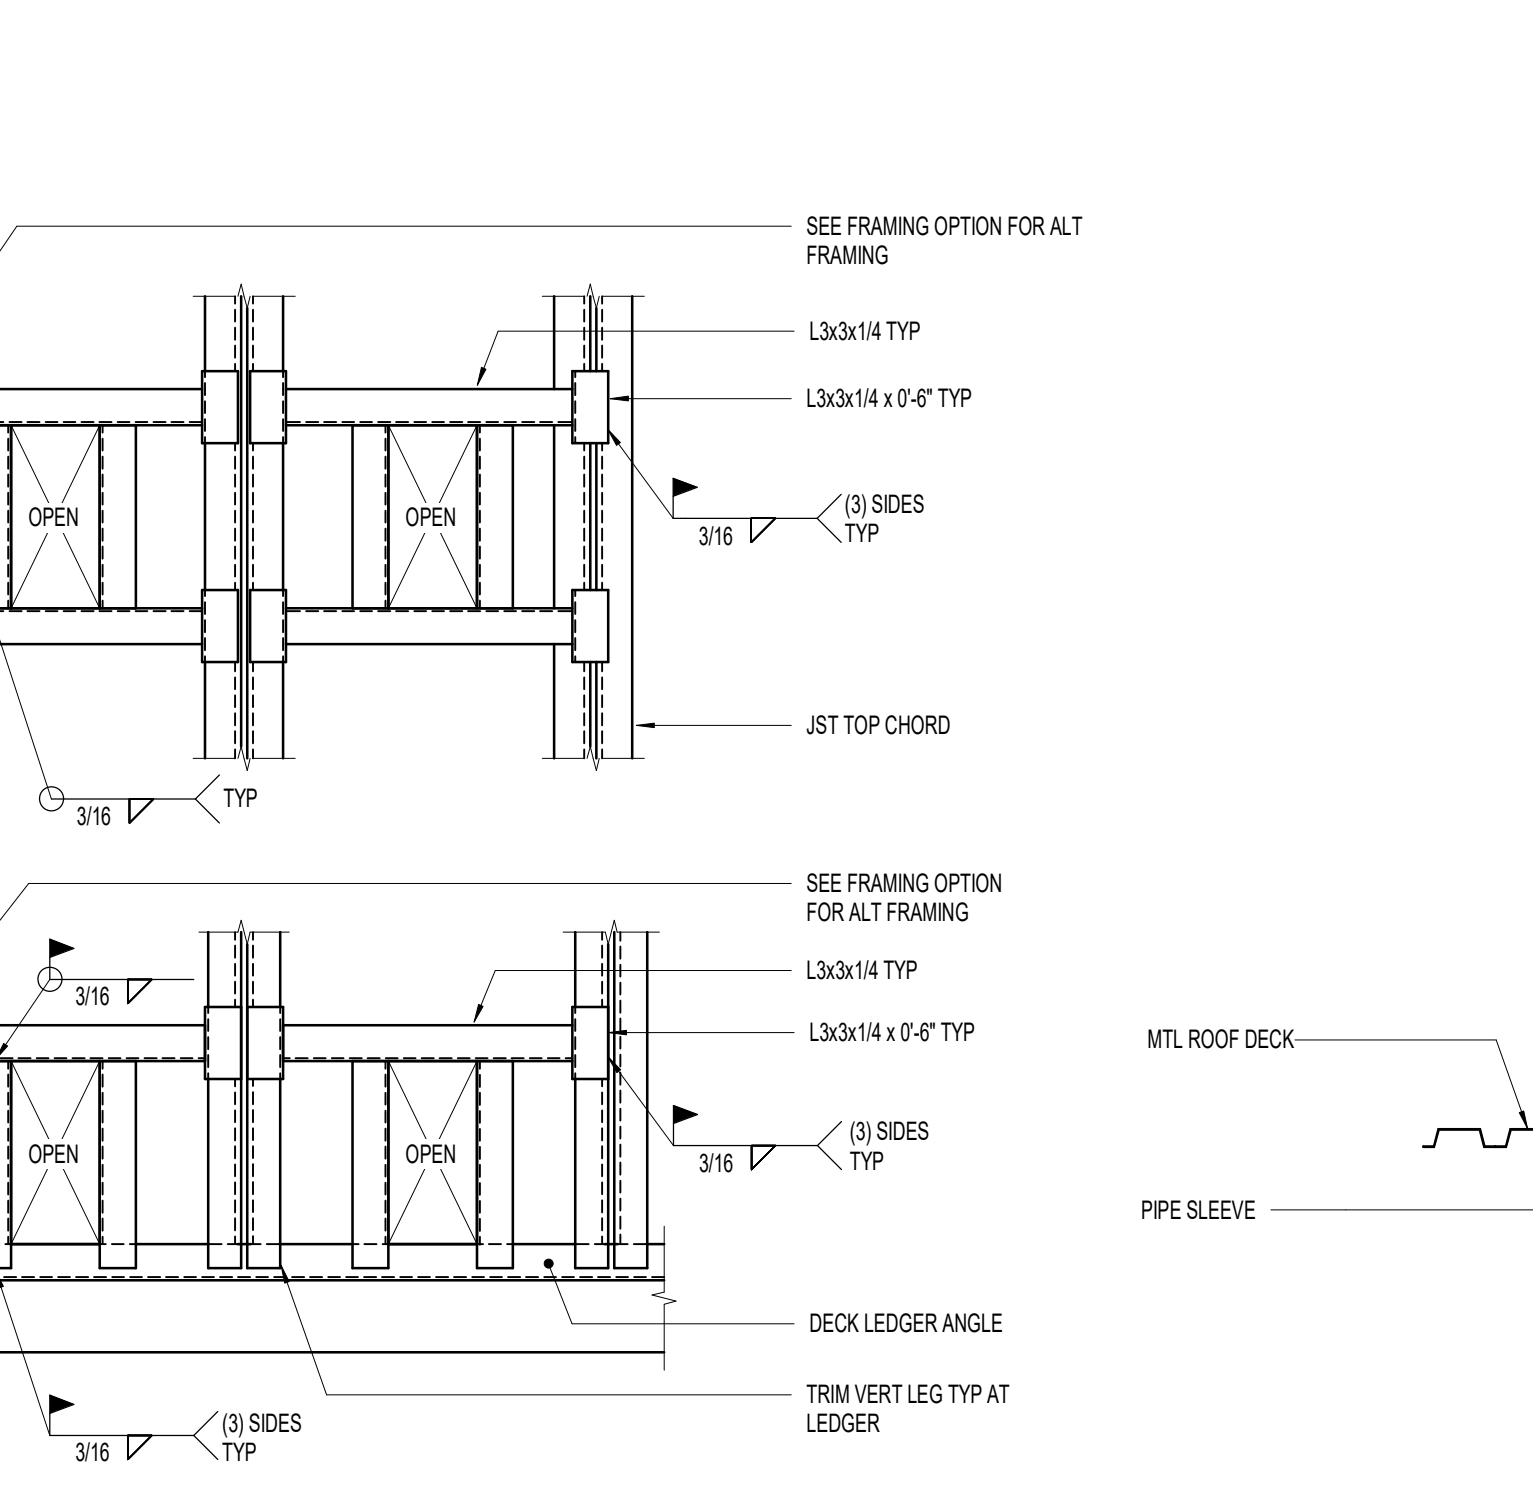 SEE FRAMING OPTION FOR ALT
FRAMING
L3x3x1/4 TYP
L3x3x1/4 x 0'-6" TYP
OPEN
OPEN
(3) SIDES
TYP
3/16
JST TOP CHORD
TYP
3/16
SEE FRAMING OPTION
FOR ALT FRAMING
L3x3x1/4 TYP
3/16
L3x3x1/4 x 0'-6" TYP
MTL ROOF DECK
OPEN
OPEN
(3) SIDES
TYP
3/16
PIPE SLEEVE
DECK LEDGER ANGLE
TRIM VERT LEG TYP AT
LEDGER
(3) SIDES
TYP
3/16